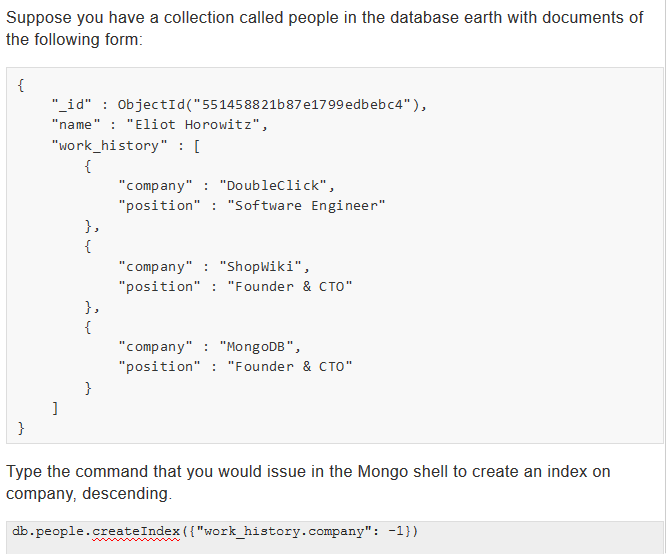 Suppose you have a collection called people in the database earth with documents of
the following form:
{
"_id" : ObjectId("551458821b87e1799edbebc4"),
"name" : "Eliot Horowitz",
"work_history" : [
{
"company" : "DoubleClick",
"position" : "Software Engineer"
},
{
"company" : "ShopWiki",
"position" : "Founder & CTO"
},
{
"company" : "MongoDB",
"position" : "Founder & CTO"
}
]
}
Type the command that you would issue in the Mongo shell to create an index on
company, descending.
db.people.createIndex({"work_history.company": -1})